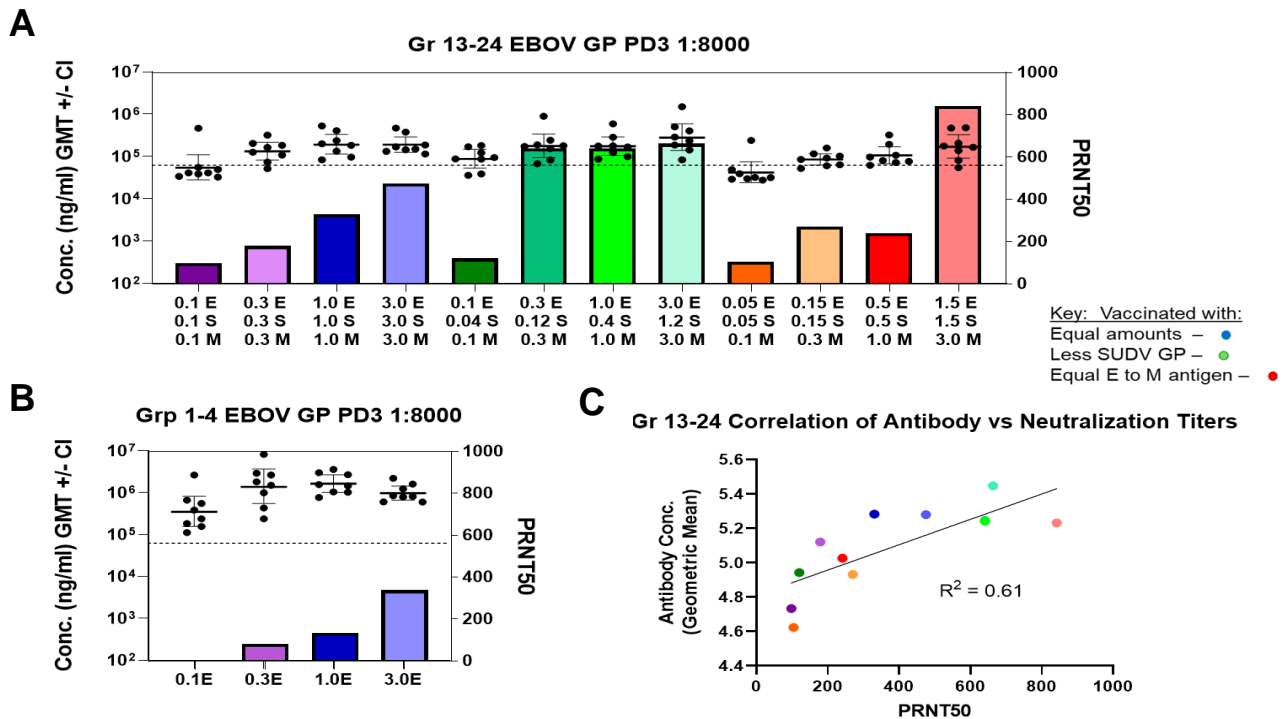 A
Gr 13-24 EBOV GP PD3 1:8000
Conc. (ng/ml) GMT +/- CI
10⁷
10⁶
10⁵
10⁴
10³
10²
1000
800
600
400
200
0
PRNT50
0.1 E 0.3 E 1.0 E 3.0 E 0.1 E 0.3 E 1.0 E 3.0 E 0.05 E 0.15 E 0.5 E 1.5 E
0.1 S 0.3 S 1.0 S 3.0 S 0.04 S 0.12 S 0.4 S 1.2 S 0.05 S 0.15 S 0.5 S 1.5 S
0.1 M 0.3 M 1.0 M 3.0 M 0.1 M 0.3 M 1.0 M 3.0 M 0.1 M 0.3 M 1.0 M 3.0 M
Key: Vaccinated with:
Equal amounts –
Less SUDV GP –
Equal E to M antigen –
B
Grp 1-4 EBOV GP PD3 1:8000
Conc. (ng/ml) GMT +/- CI
10⁷
10⁶
10⁵
10⁴
10³
10²
1000
800
600
400
200
0
PRNT50
0.1E 0.3E 1.0E 3.0E
C
Gr 13-24 Correlation of Antibody vs Neutralization Titers
Antibody Conc.
(Geometric Mean)
5.6
5.4
5.2
5.0
4.8
4.6
4.4
R² = 0.61
0 200 400 600 800 1000
PRNT50